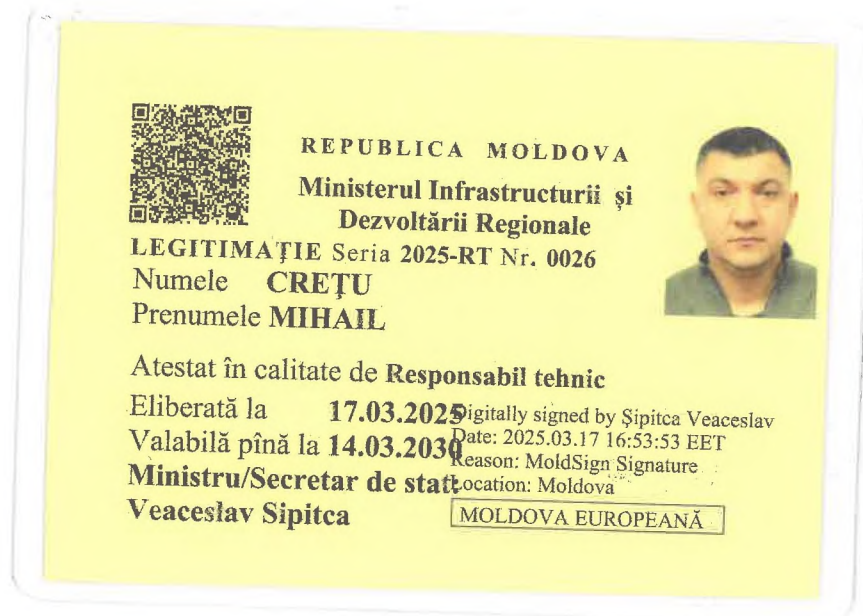 REPUBLICA MOLDOVA
Ministerul Infrastructurii și
Dezvoltării Regionale
LEGITIMAȚIE Seria 2025-RT Nr. 0026
Numele CREŢU
Prenumele MIHAIL
Atestat în calitate de Responsabil tehnic
Eliberată la 17.03.2025
Valabilă pînă la 14.03.2030
Ministru/Secretar de stat
Veaceslav Sipitca
Digitally signed by Şipitca Veaceslav
Date: 2025.03.17 16:53:53 EET
Reason: MoldSign Signature
Location: Moldova
MOLDOVA EUROPEANĂ